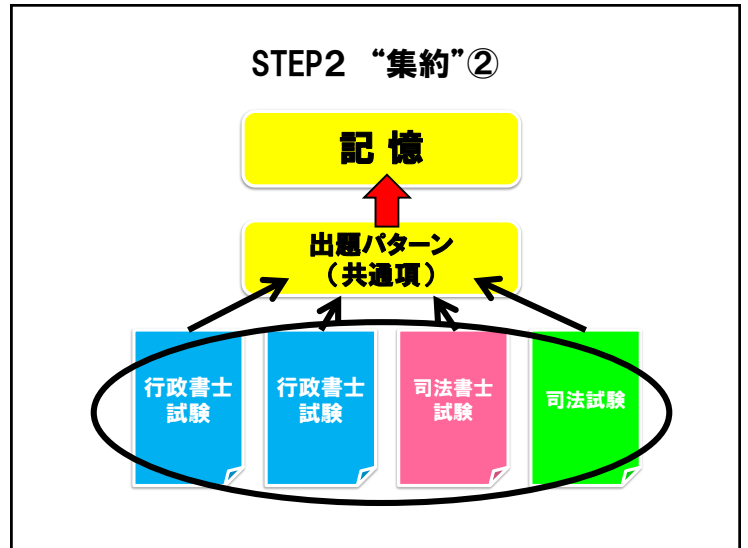 STEP2 “集約”②
記 憶
出題パターン
（共通項）
行政書士
試験
行政書士
試験
司法書士
試験
司法試験